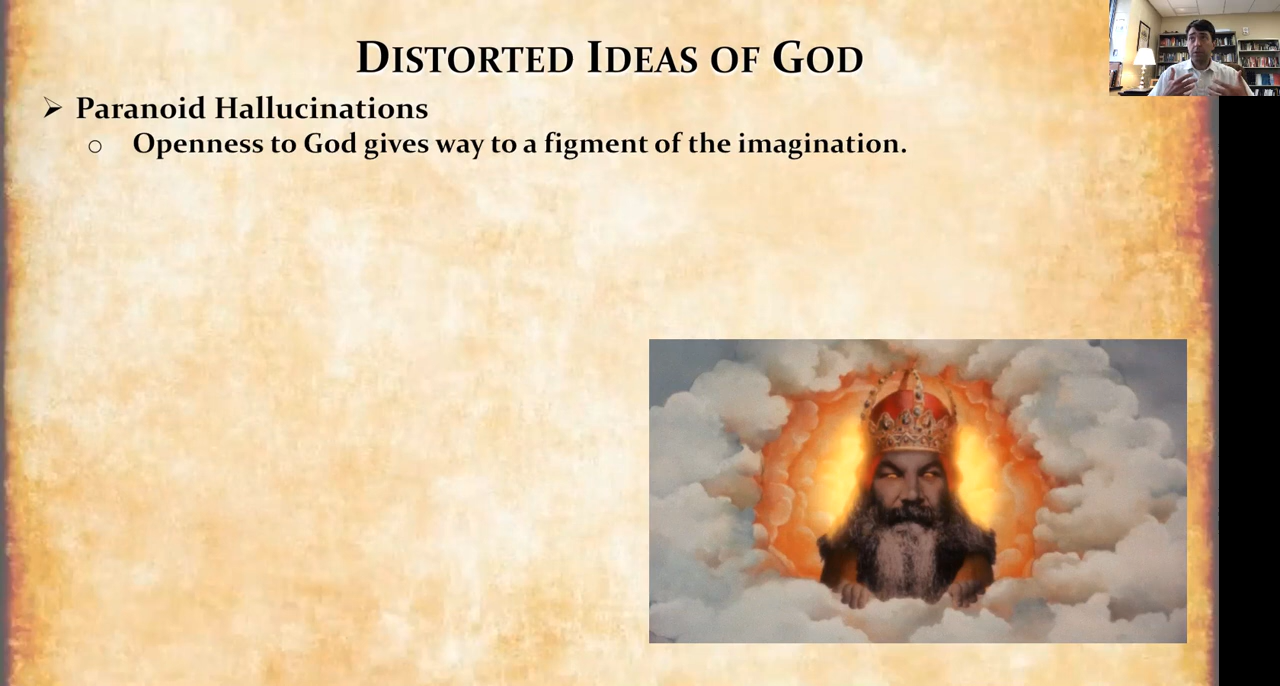 Distorted Ideas of God
Paranoid Hallucinations
Openness to God gives way to a figment of the imagination.